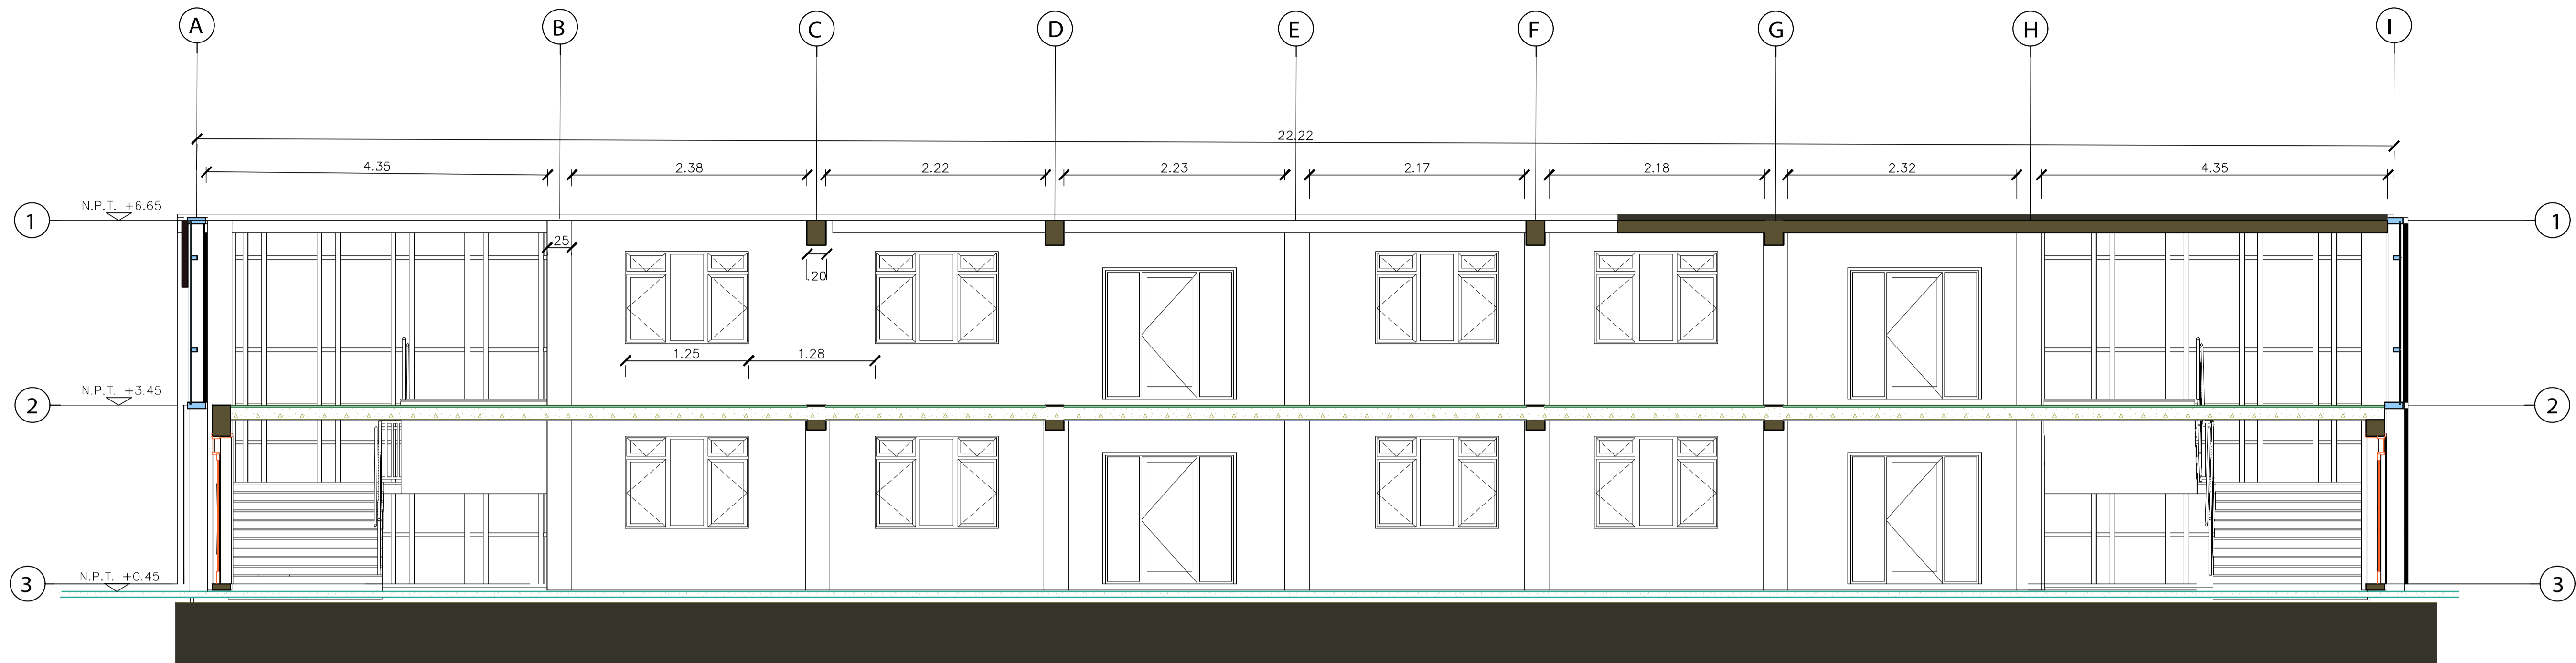 A B C D E F G H I
22.22
4.35 2.38 2.22 2.23 2.17 2.18 2.32 4.35
N.P.T. +6.65
1 1
.25
.20
1.25 1.28
N.P.T. +3.45
2 2
N.P.T. +0.45
3 3